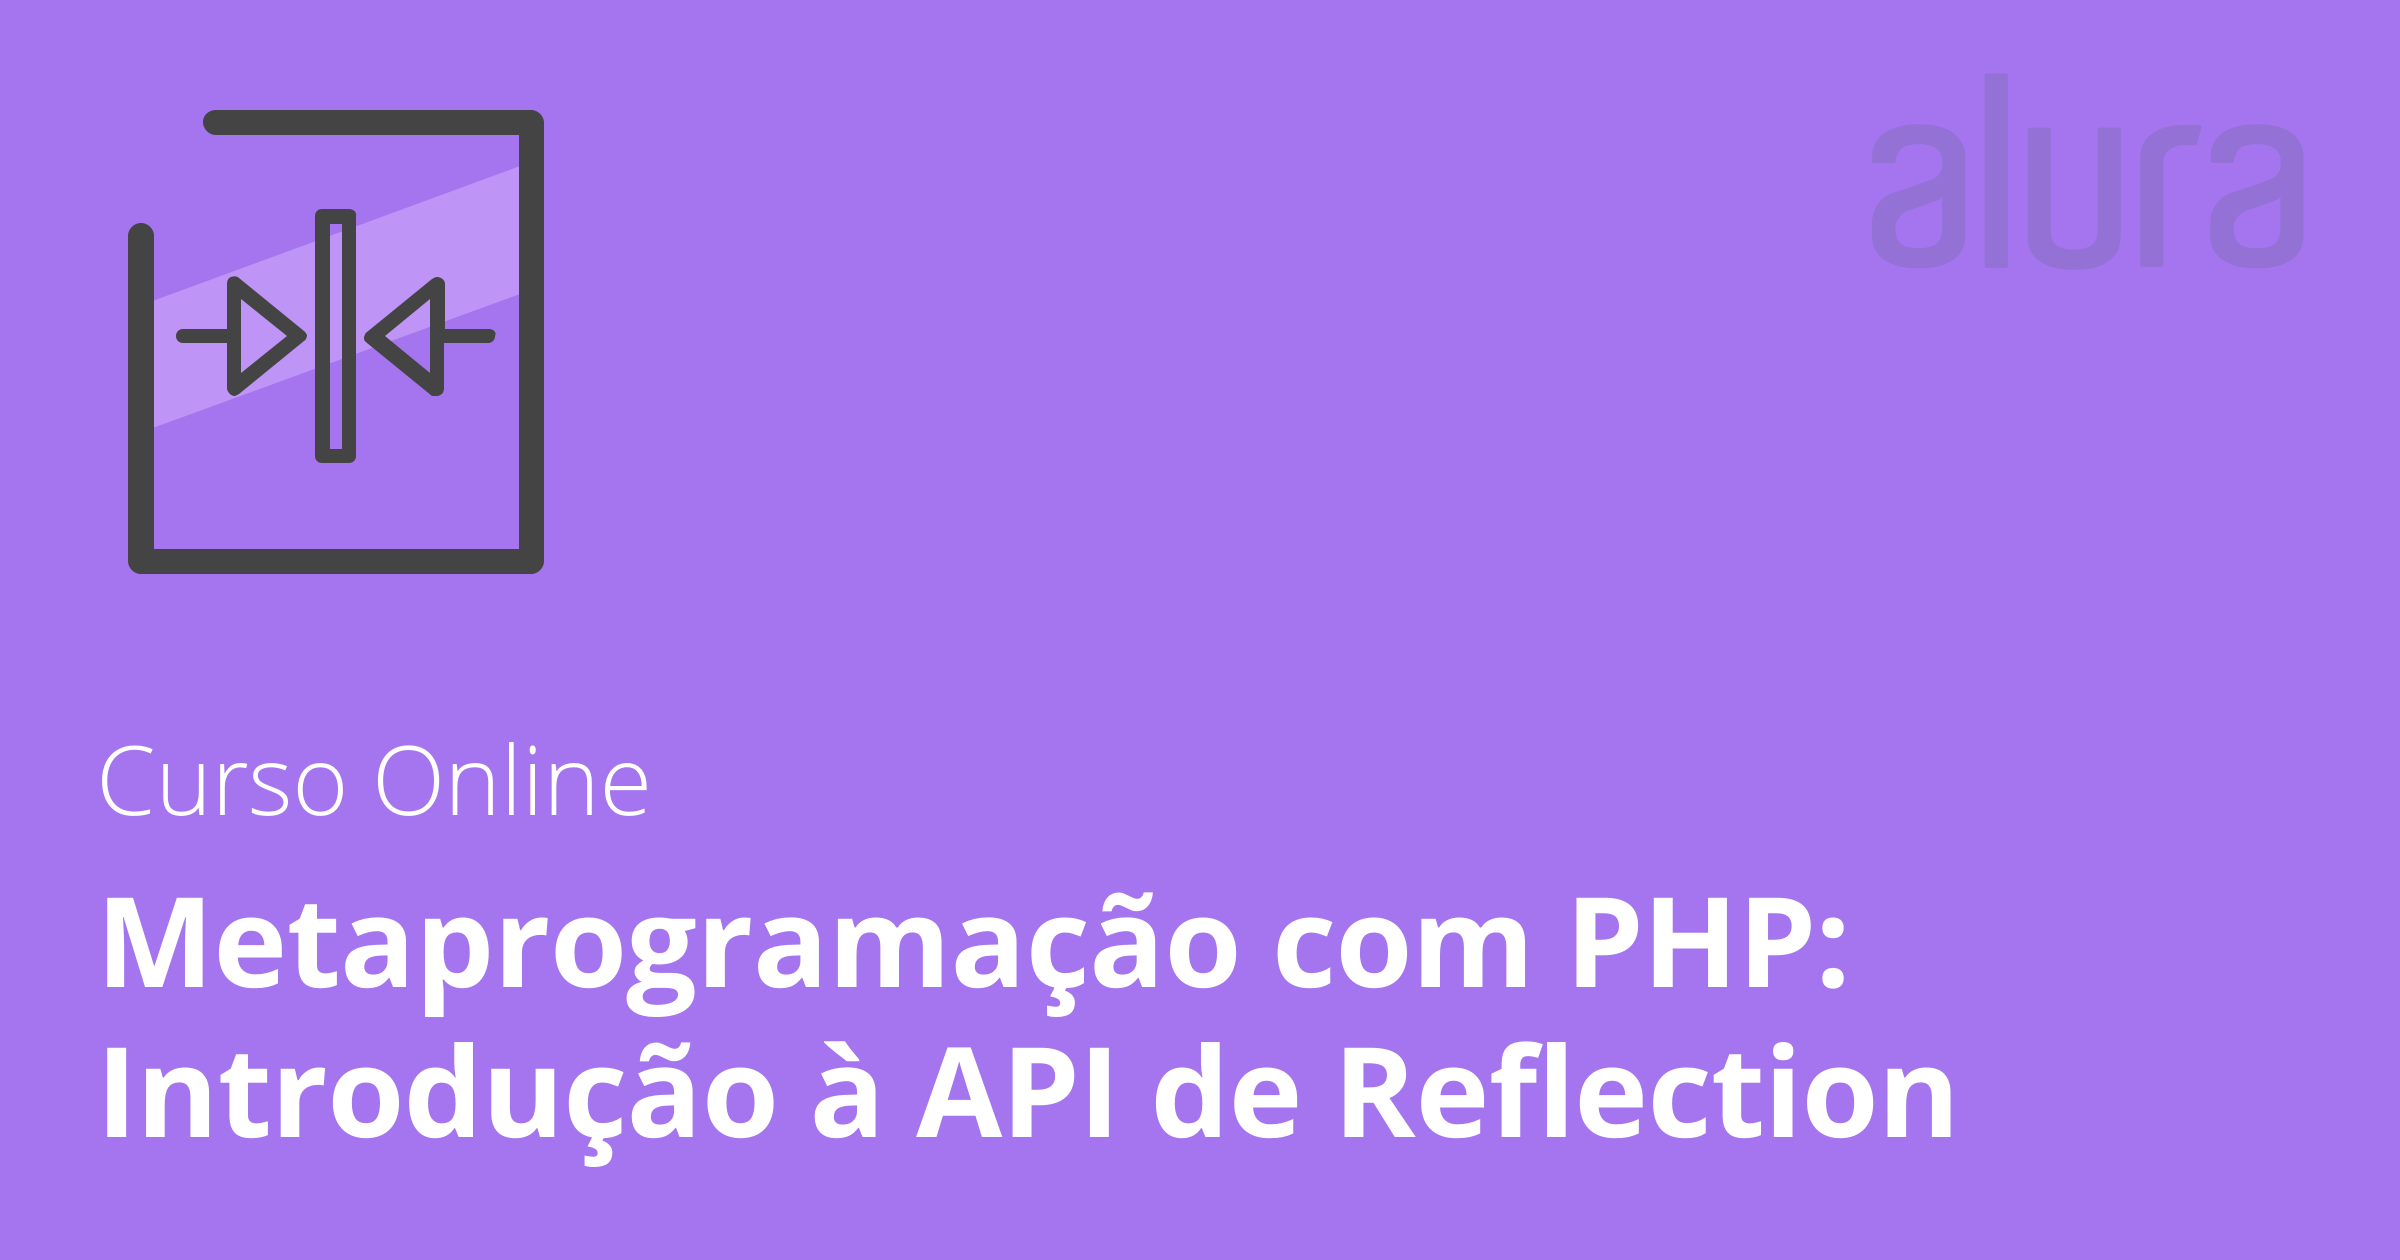 alura
Curso Online
Metaprogramação com PHP:
Introdução à API de Reflection